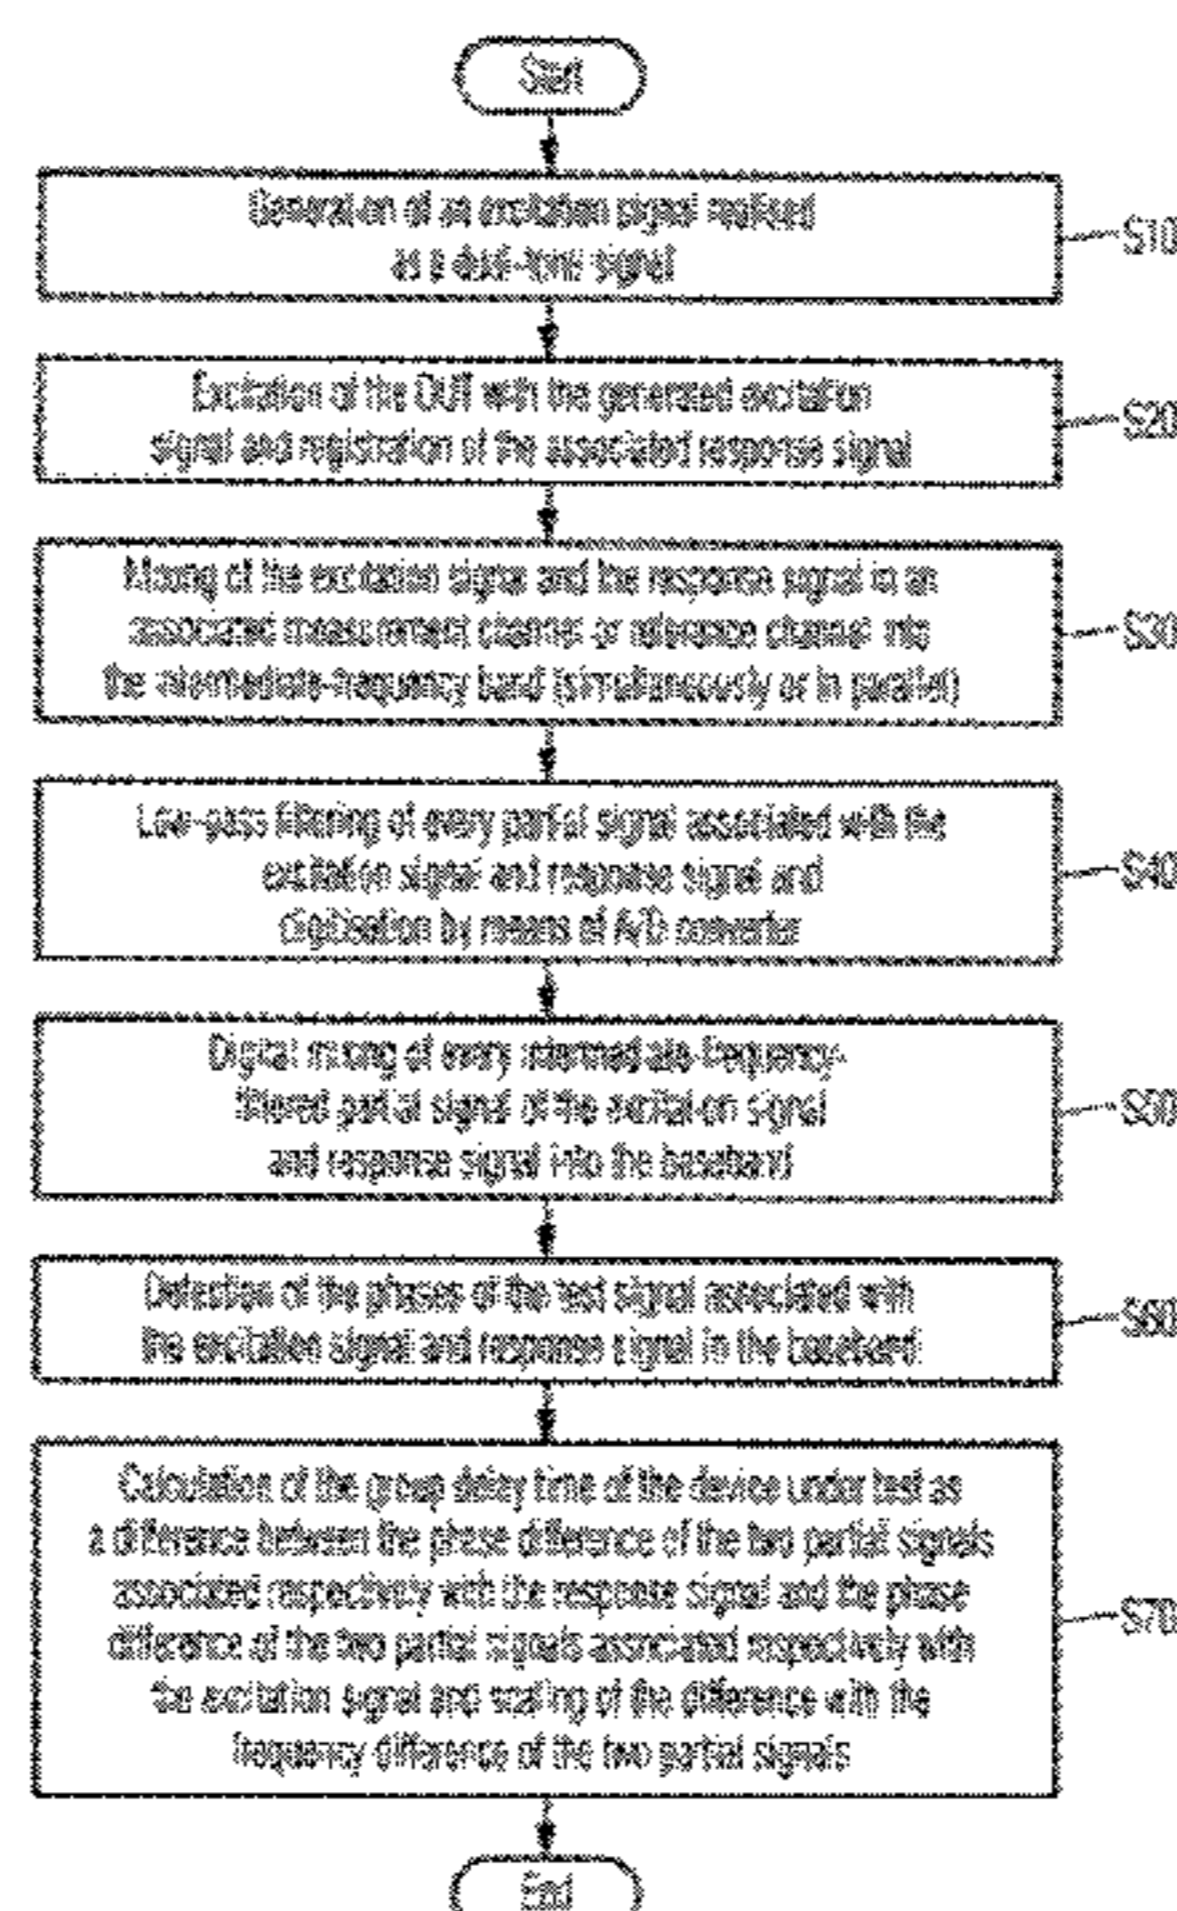 Start
Generation of an excitation signal realised
as a dual-tone signal
S10
Excitation of the DUT with the generated excitation
signal and registration of the associated response signal
S20
Mixing of the excitation signal and the response signal in an
associated measurement channel or reference channel into
the intermediate-frequency band (simultaneously or in parallel)
S30
Low-pass filtering of every partial signal associated with the
excitation signal and response signal and
digitisation by means of A/D converter
S40
Digital mixing of every intermediate-frequency-
filtered partial signal of the excitation signal
and response signal into the baseband
S50
Detection of the phases of the test signal associated with
the excitation signal and response signal in the baseband
S60
Calculation of the group delay time of the device under test as
a difference between the phase difference of the two partial signals
associated respectively with the response signal and the phase
difference of the two partial signals associated respectively with
the excitation signal and scaling of the difference with the
frequency difference of the two partial signals
S70
End